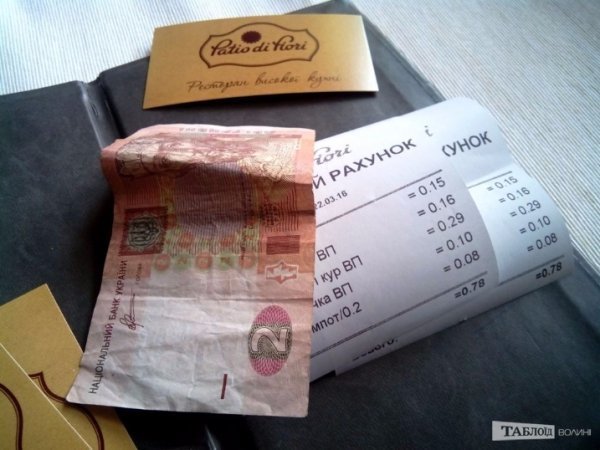 Patio di Fiori
Ресторан високої кухні
Fiori
Й РАХУНОК
і
УНОК
22.03.16
= 0.15
= 0.16
ВП = 0.29
кур ВП = 0.10
чка ВП = 0.08
мпот/0.2
=0.78
= 0.15
= 0.16
= 0.29
= 0.10
= 0.08
=0.78
НАЦІОНАЛЬНИЙ БАНК УКРАЇНИ
2
ТАБЛОЇД ВОЛИНІ